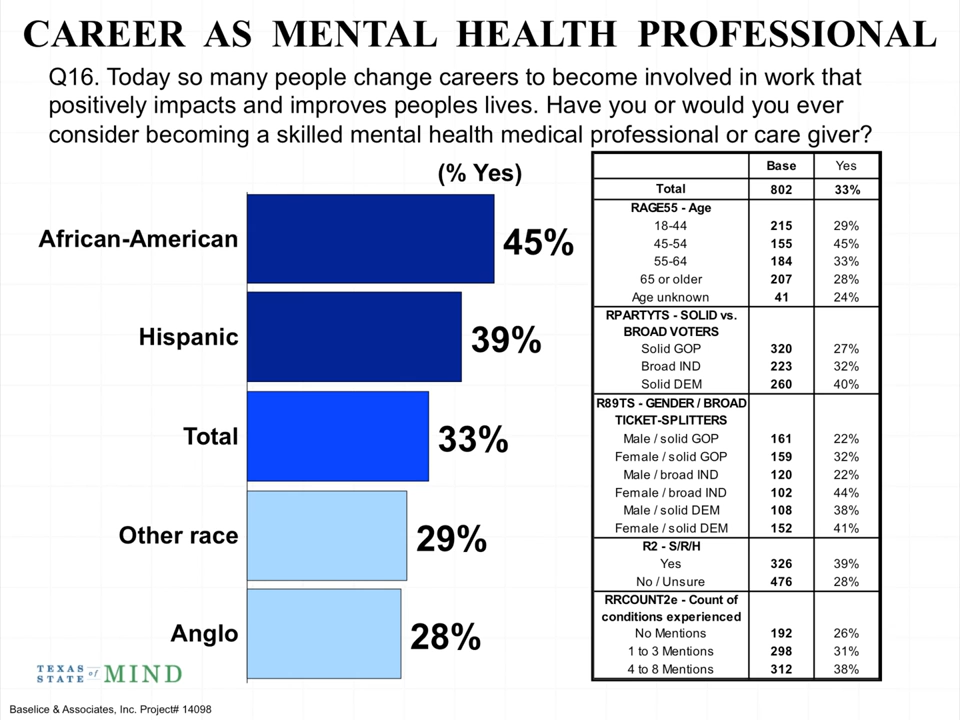 CAREER AS MENTAL HEALTH PROFESSIONAL
Q16. Today so many people change careers to become involved in work that
positively impacts and improves peoples lives. Have you or would you ever
consider becoming a skilled mental health medical professional or care giver?
(% Yes)
African-American 45%
Hispanic 39%
Total 33%
Other race 29%
Anglo 28%
Base Yes
Total 802 33%
RAGE55 - Age
18-44 215 29%
45-54 155 45%
55-64 184 33%
65 or older 207 28%
Age unknown 41 24%
RPARTYTS - SOLID vs.
BROAD VOTERS
Solid GOP 320 27%
Broad IND 223 32%
Solid DEM 260 40%
R89TS - GENDER / BROAD
TICKET-SPLITTERS
Male / solid GOP 161 22%
Female / solid GOP 159 32%
Male / broad IND 120 22%
Female / broad IND 102 44%
Male / solid DEM 108 38%
Female / solid DEM 152 41%
R2 - S/R/H
Yes 326 39%
No / Unsure 476 28%
RRCOUNT2e - Count of
conditions experienced
No Mentions 192 26%
1 to 3 Mentions 298 31%
4 to 8 Mentions 312 38%
TEXAS
STATE of MIND
Baselice & Associates, Inc. Project# 14098